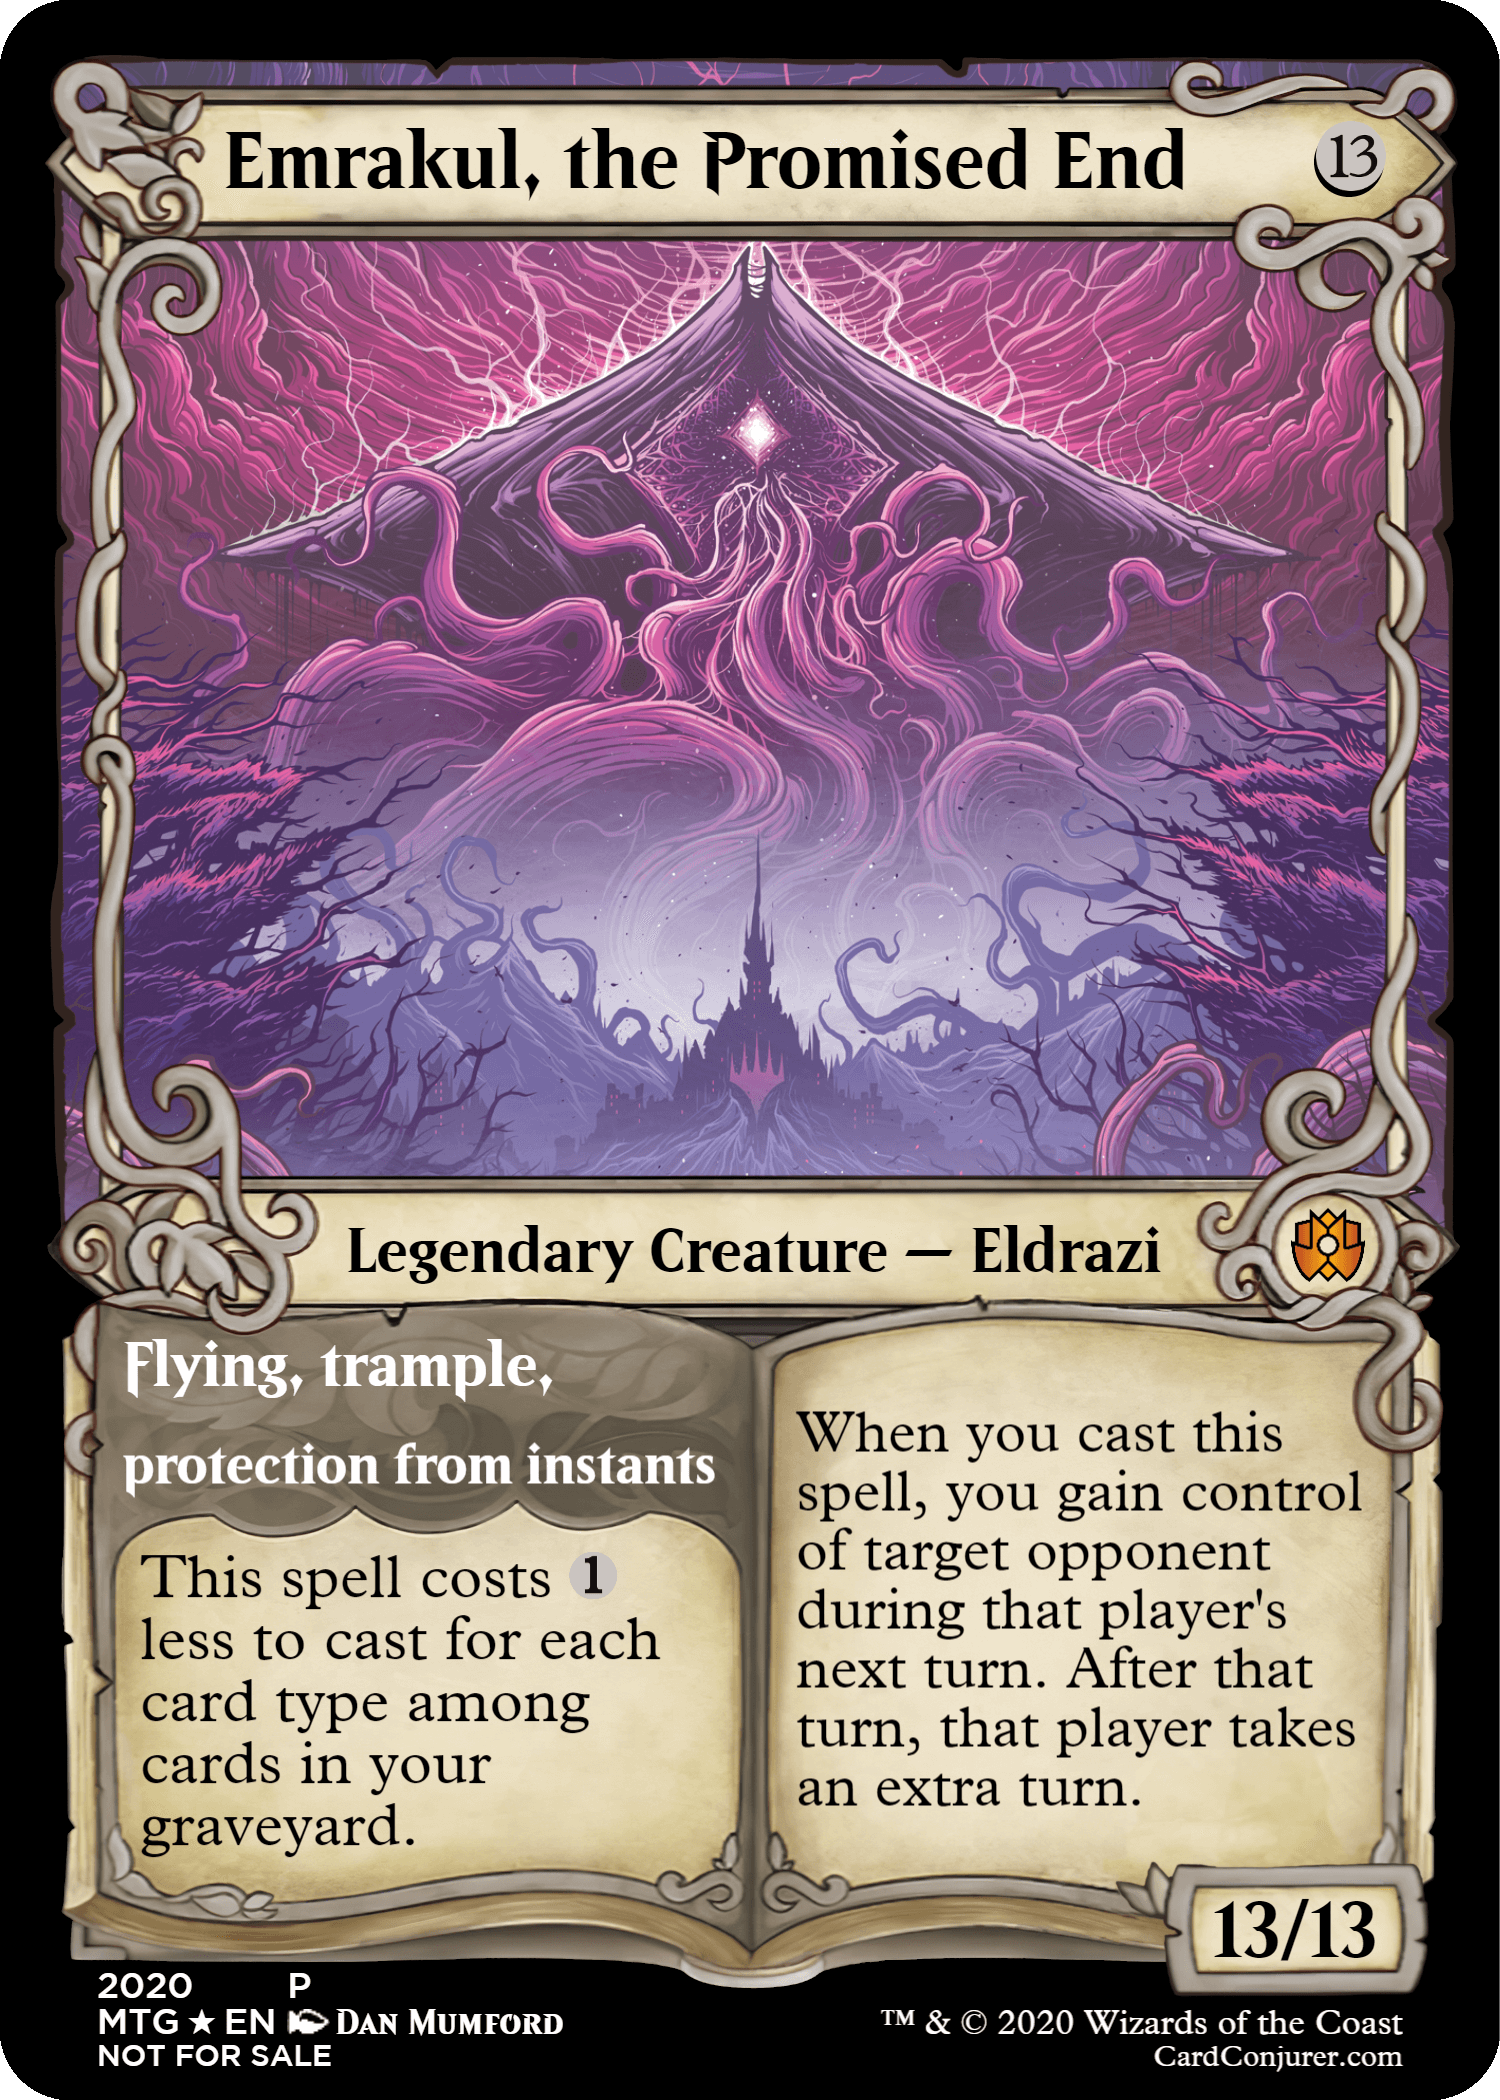 Emrakul, the Promised End 13
Legendary Creature — Eldrazi
Flying, trample,
protection from instants
This spell costs 1
less to cast for each
card type among
cards in your
graveyard.
When you cast this
spell, you gain control
of target opponent
during that player's
next turn. After that
turn, that player takes
an extra turn.
13/13
2020 P
MTG ★ EN Dan Mumford
NOT FOR SALE
™ & © 2020 Wizards of the Coast
CardConjurer.com